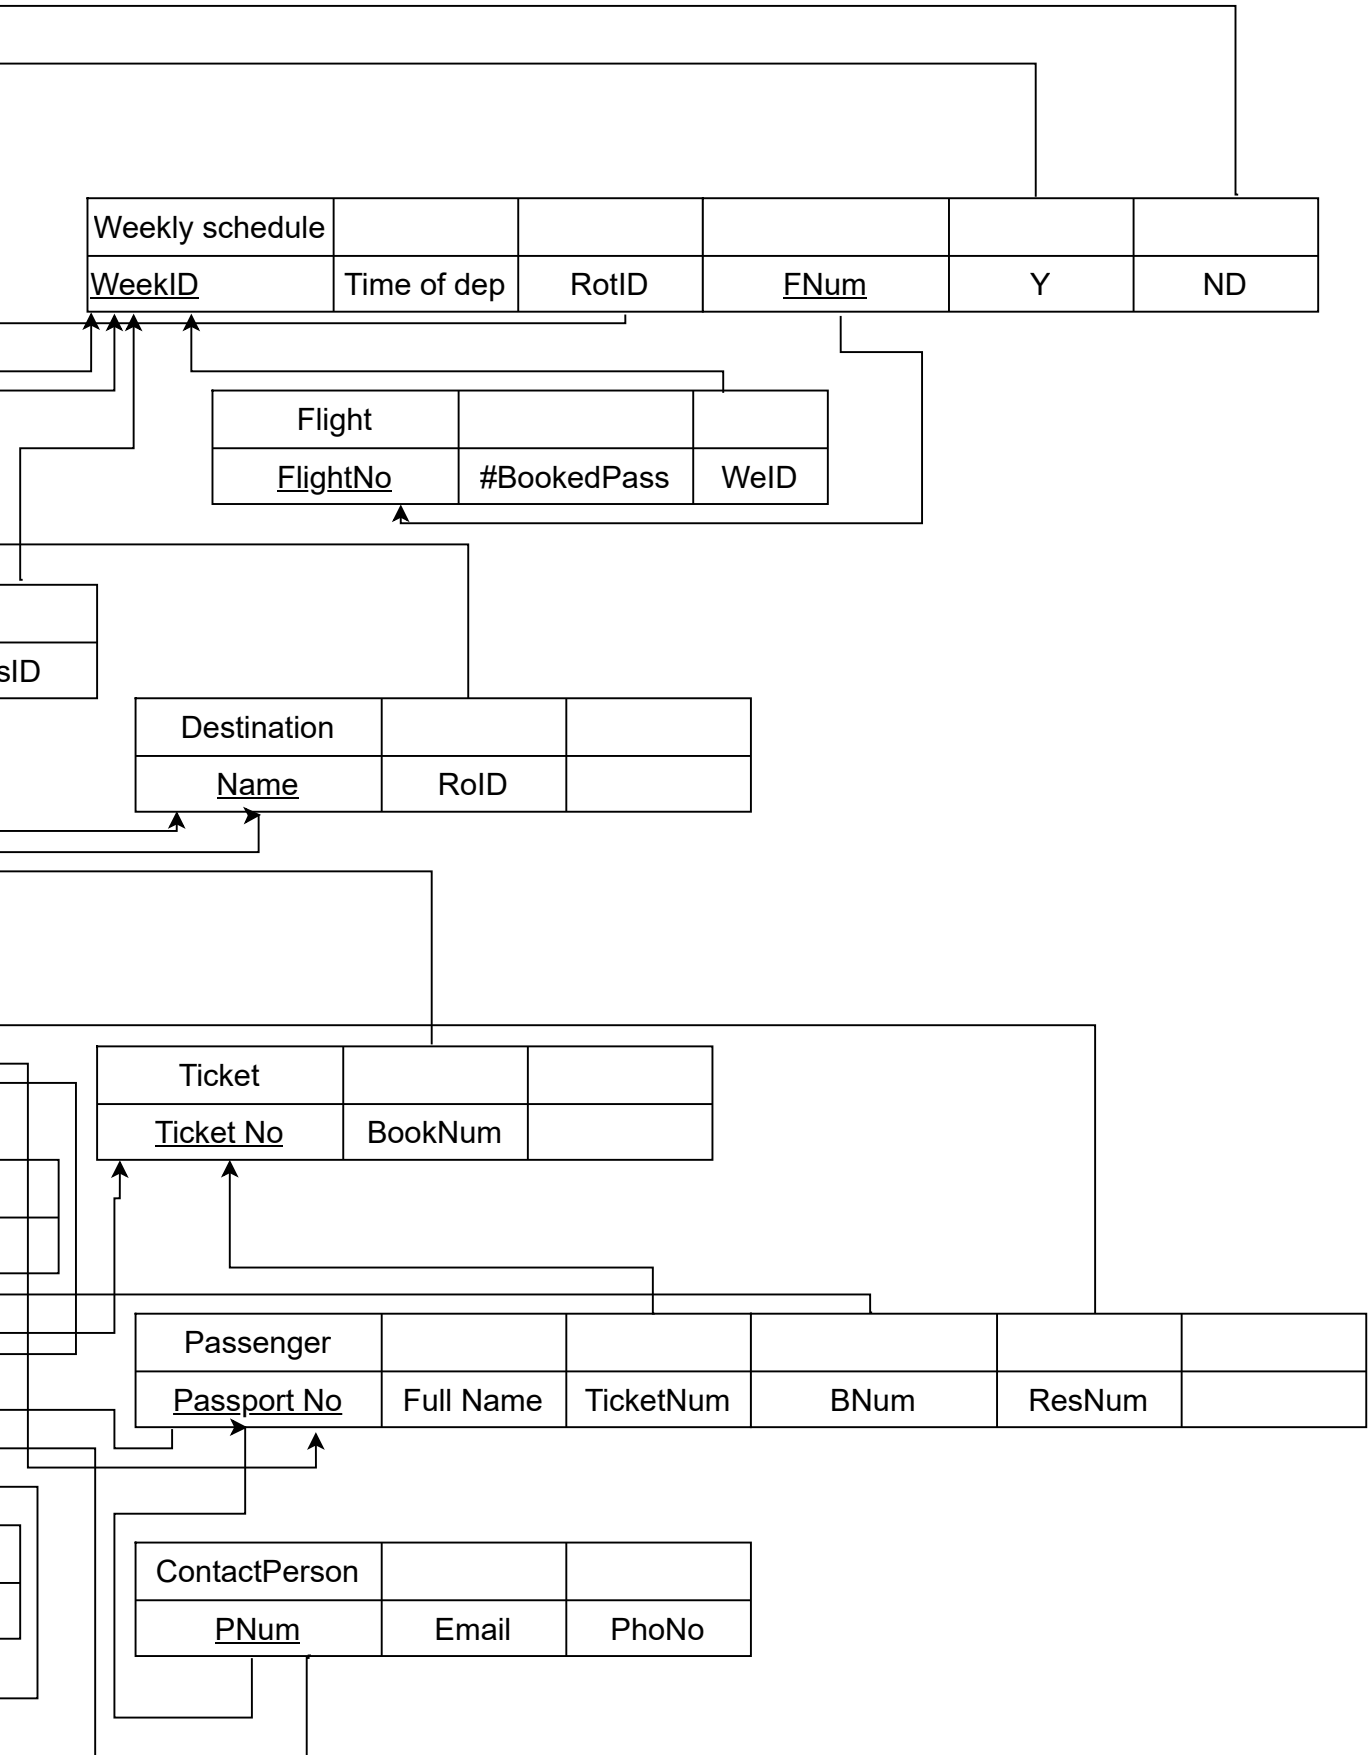 Weekly schedule
WeekID Time of dep RotID FNum Y ND
Flight
FlightNo #BookedPass WeID
sID
Destination
Name RoID
Ticket
Ticket No BookNum
Passenger
Passport No Full Name TicketNum BNum ResNum
ContactPerson
PNum Email PhoNo